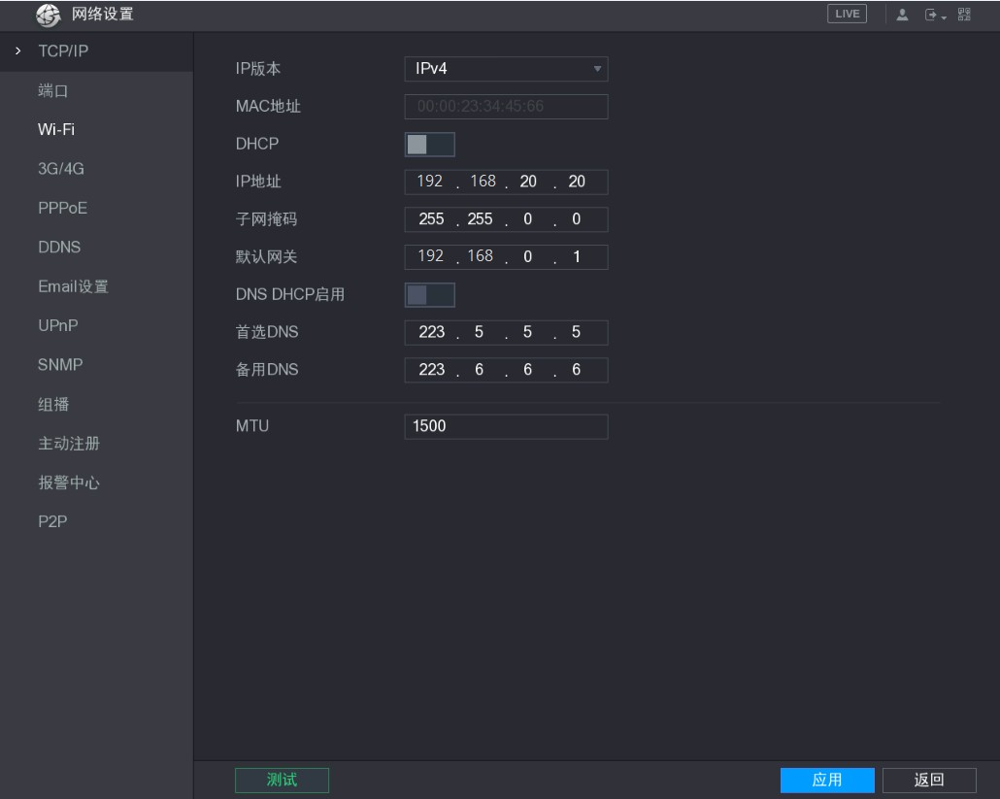 网络设置
LIVE
TCP/IP
端口
Wi-Fi
3G/4G
PPPoE
DDNS
Email设置
UPnP
SNMP
组播
主动注册
报警中心
P2P
IP版本 IPv4
MAC地址 00:00:23:34:45:66
DHCP
IP地址 192 . 168 . 20 . 20
子网掩码 255 . 255 . 0 . 0
默认网关 192 . 168 . 0 . 1
DNS DHCP启用
首选DNS 223 . 5 . 5 . 5
备用DNS 223 . 6 . 6 . 6
MTU 1500
测试 应用 返回